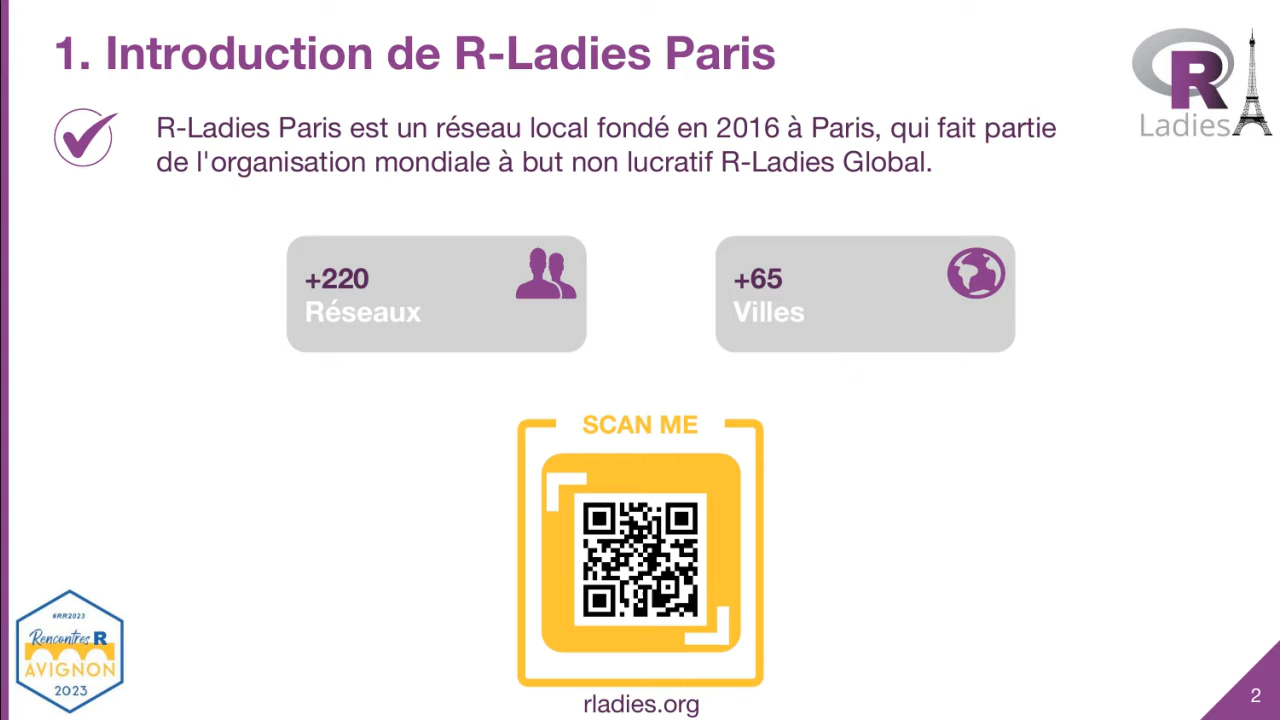 1. Introduction de R-Ladies Paris
R
Ladies
R-Ladies Paris est un réseau local fondé en 2016 à Paris, qui fait partie
de l'organisation mondiale à but non lucratif R-Ladies Global.
+220
Réseaux
+65
Villes
SCAN ME
rladies.org
#RR2023
Rencontres R
AVIGNON
2023
2